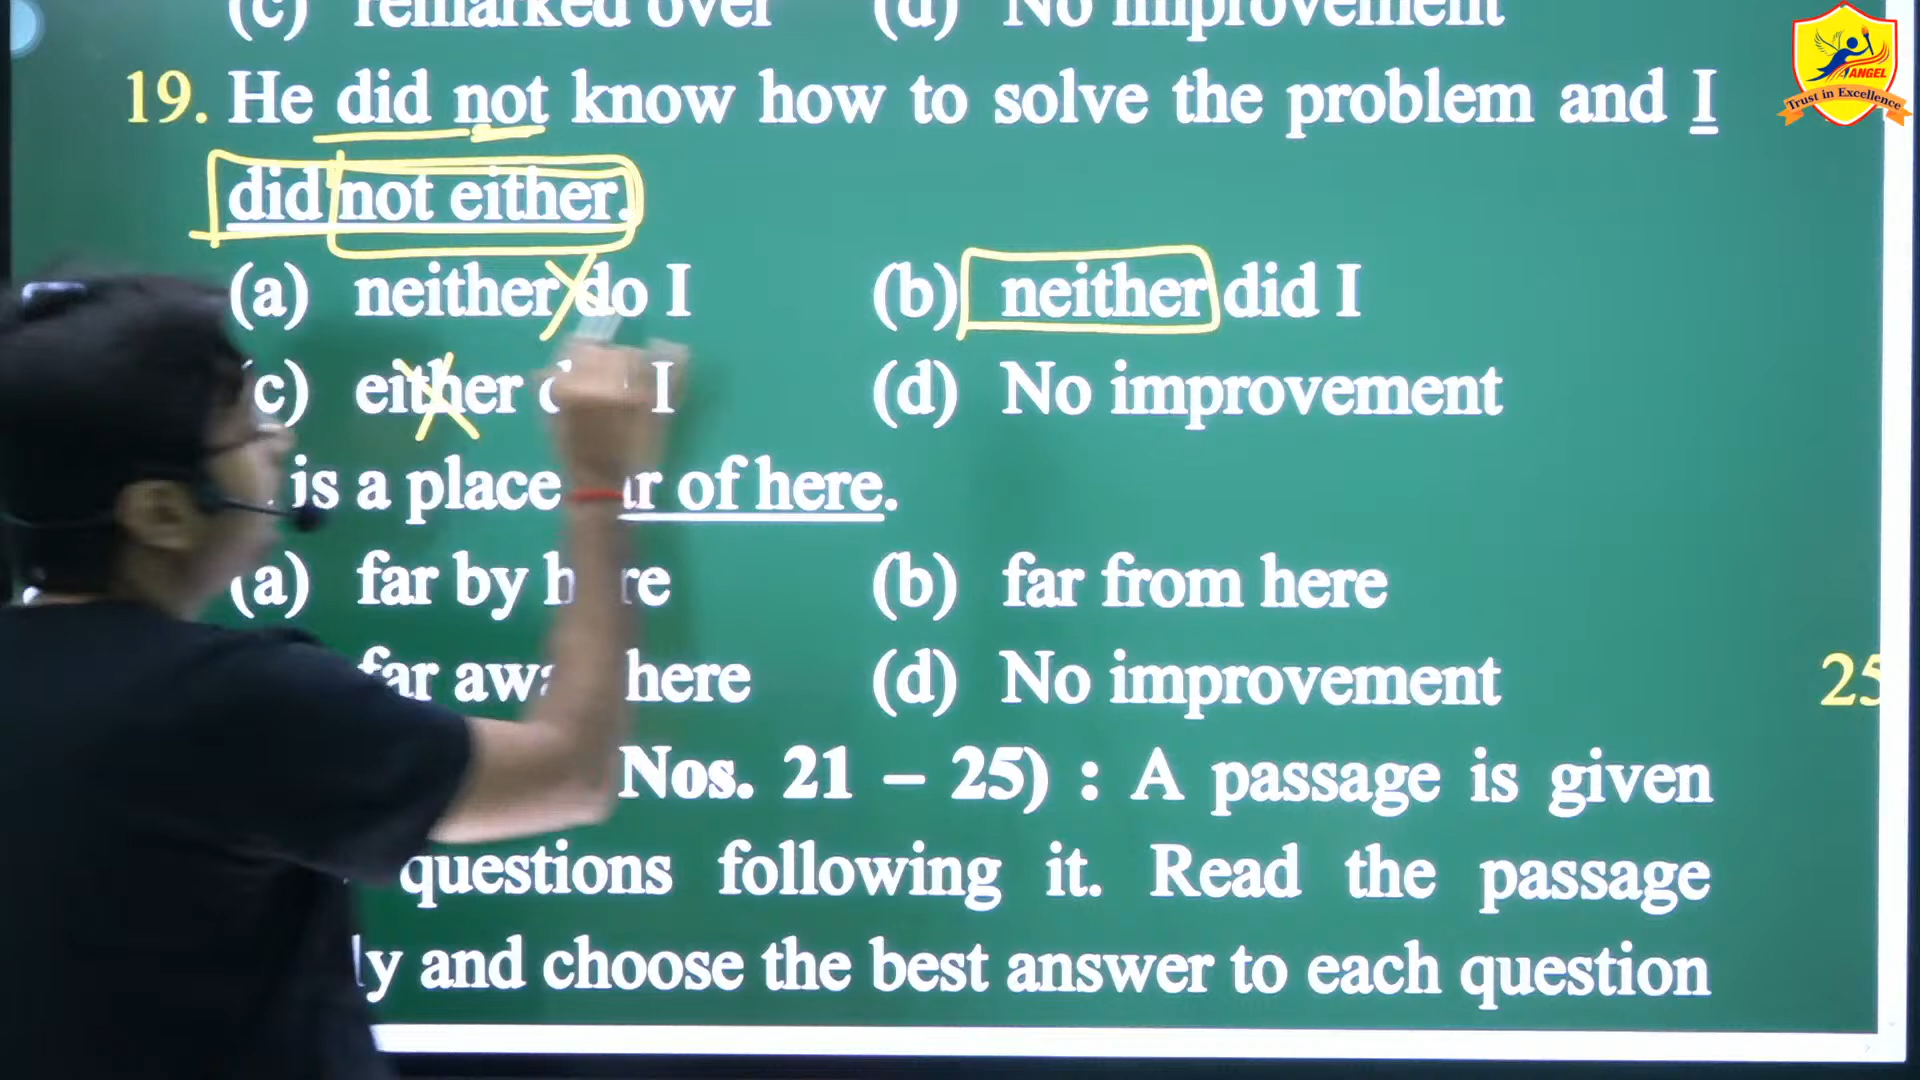 (c) remarked over (d) No improvement
19. He did not know how to solve the problem and I
did not either.
(a) neither do I (b) neither did I
(c) either I (d) No improvement
is a place of here.
(a) far by here (b) far from here
far here (d) No improvement
25
Nos. 21 – 25) : A passage is given
questions following it. Read the passage
and choose the best answer to each question
ANGEL
Trust in Excellence